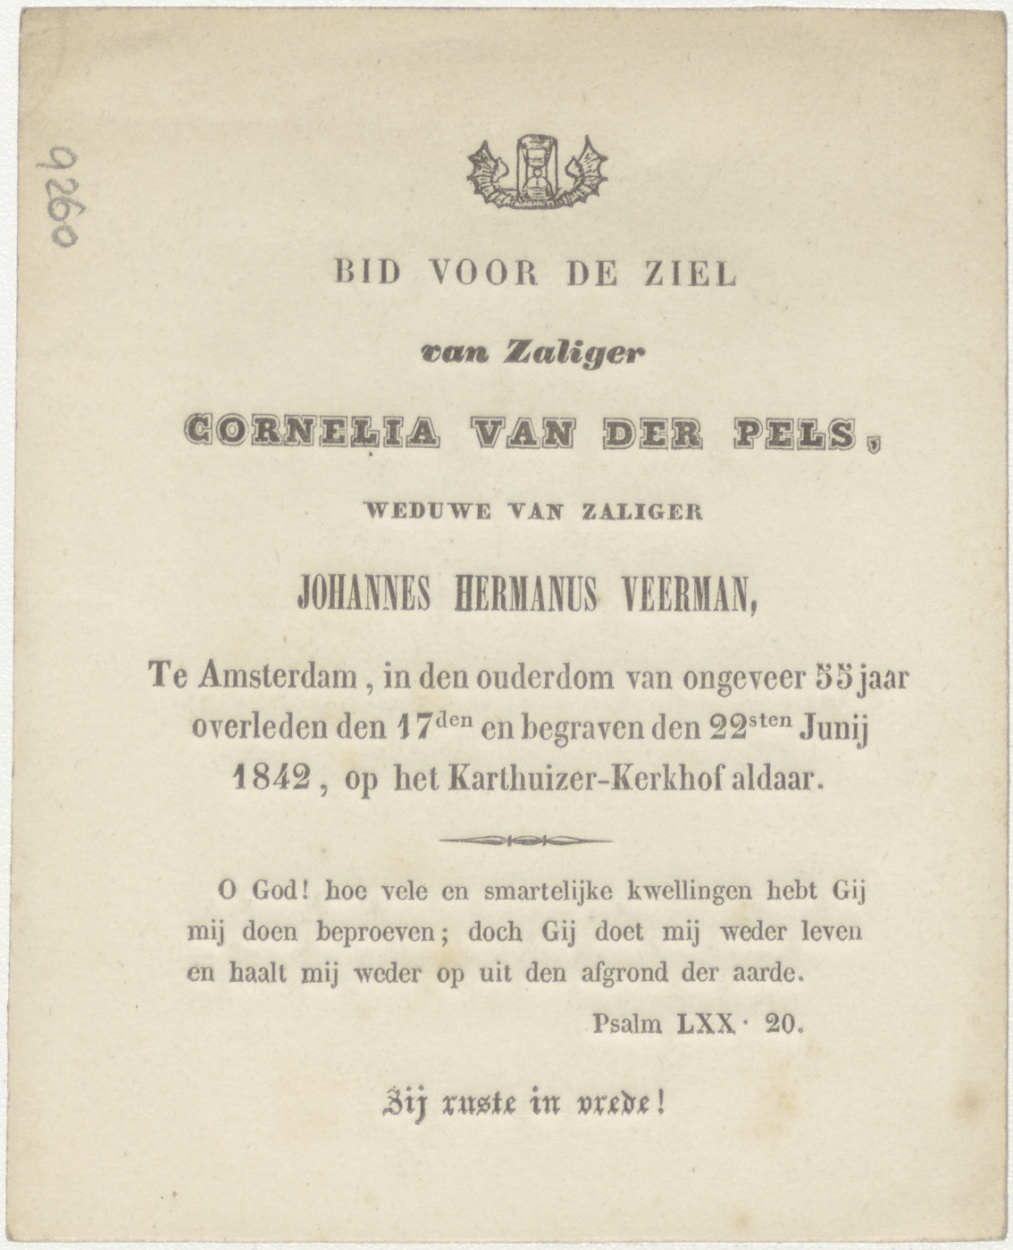 9260
BID VOOR DE ZIEL
van Zaliger
CORNELIA VAN DER PELS,
WEDUWE VAN ZALIGER
JOHANNES HERMANUS VEERMAN,
Te Amsterdam, in den ouderdom van ongeveer 55 jaar
overleden den 17den en begraven den 22sten Junij
1842, op het Karthuizer-Kerkhof aldaar.
O God! hoe vele en smartelijke kwellingen hebt Gij
mij doen beproeven; doch Gij doet mij weder leven
en haalt mij weder op uit den afgrond der aarde.
Psalm LXX · 20.
Zij ruste in vrede!